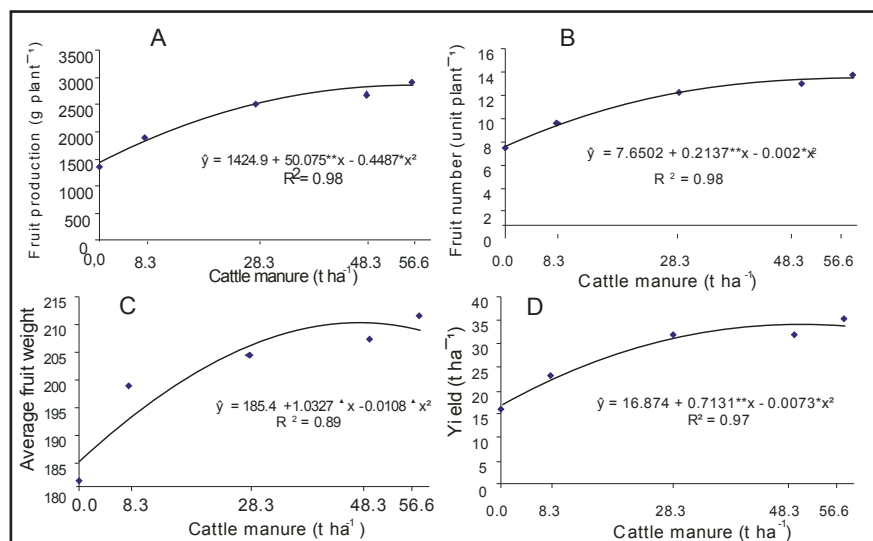 A
Fruit production (g plant⁻¹)
3500
3000
2500
2000
1500
1000
500
0
ŷ = 1424.9 + 50.075**x - 0.4487*x²
R² = 0.98
0,0 8.3 28.3 48.3 56.6
Cattle manure (t ha⁻¹)
B
Fruit number (unit plant⁻¹)
16
14
12
10
8
6
4
2
0
ŷ = 7.6502 + 0.2137**x - 0.002*x²
R² = 0.98
0.0 8.3 28.3 48.3 56.6
Cattle manure (t ha⁻¹)
C
Average fruit weight
215
210
205
200
195
190
185
180
ŷ = 185.4 +1.0327 ▲ x -0.0108 ▲ x²
R² = 0.89
0.0 8.3 28.3 48.3 56.6
Cattle manure (t ha⁻¹)
D
Yield (t ha⁻¹)
40
35
30
25
20
15
10
5
0
ŷ = 16.874 + 0.7131**x - 0.0073*x²
R² = 0.97
0.0 8.3 28.3 48.3 56.6
Cattle manure (t ha⁻¹)